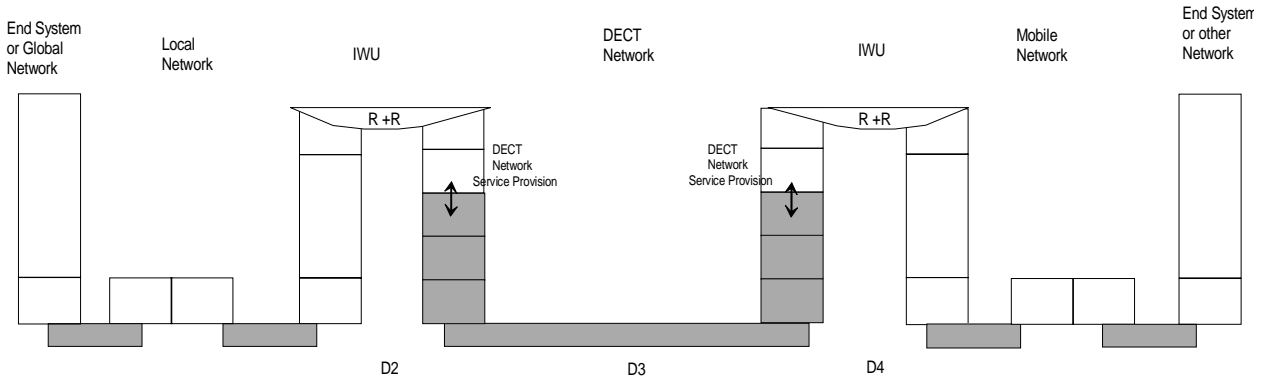 End System
or Global
Network
Local
Network
IWU
DECT
Network
IWU
Mobile
Network
End System
or other
Network
R +R
R +R
DECT
Network
Service Provision
DECT
Network
Service Provision
D2
D3
D4